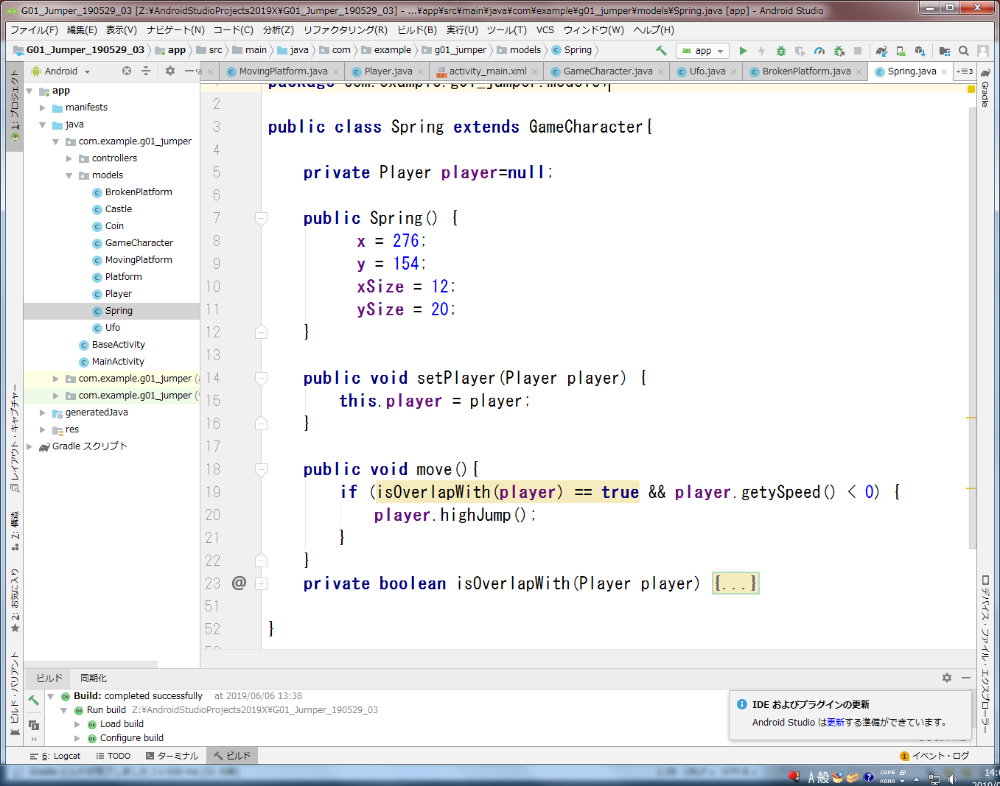 G01_Jumper_190529_03 [Z:¥AndroidStudioProjects2019X¥G01_Jumper_190529_03] - ...¥app¥src¥main¥java¥com¥example¥g01_jumper¥models¥Spring.java [app] - Android Studio
ファイル(F) 編集(E) 表示(V) ナビゲート(N) コード(C) 分析(Z) リファクタリング(R) ビルド(B) 実行(U) ツール(T) VCS ウィンドウ(W) ヘルプ(H)
G01_Jumper_190529_03 app src main java com example g01_jumper models Spring app
Android
MovingPlatform.java Player.java activity_main.xml GameCharacter.java Ufo.java BrokenPlatform.java Spring.java 3
1: プロジェクト
レイアウト・キャプチャー
Z: 構造
2: お気に入り
ビルド・バリアント
app
manifests
java
com.example.g01_jumper
controllers
models
BrokenPlatform
Castle
Coin
GameCharacter
MovingPlatform
Platform
Player
Spring
Ufo
BaseActivity
MainActivity
com.example.g01_jumper
com.example.g01_jumper
generatedJava
res
Gradle スクリプト
package com.example.g01_jumper.models;
2
3 public class Spring extends GameCharacter{
4
5 private Player player=null;
6
7 public Spring() {
8 x = 276;
9 y = 154;
10 xSize = 12;
11 ySize = 20;
12 }
13
14 public void setPlayer(Player player) {
15 this.player = player;
16 }
17
18 public void move(){
19 if (isOverlapWith(player) == true && player.getySpeed() < 0) {
20 player.highJump();
21 }
22 }
23 @ private boolean isOverlapWith(Player player) {...}
51
52 }
Gradle
デバイス・ファイル・エクスプローラー
ビルド 同期化
Build: completed successfully at 2019/06/06 13:38
Run build Z:¥AndroidStudioProjects2019X¥G01_Jumper_190529_03
Load build
Configure build
IDE およびプラグインの更新
Android Studio は更新する準備ができています。
6: Logcat TODO ターミナル ビルド 1 イベント・ログ
A 般 CAPS KANA